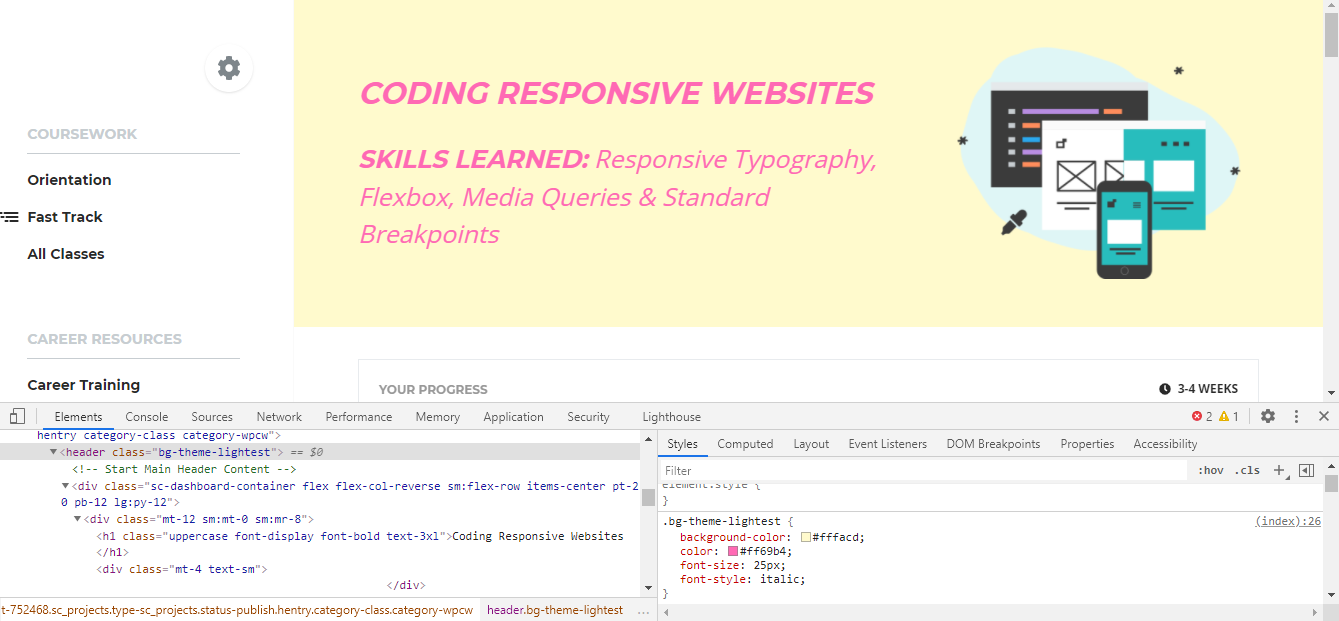 COURSEWORK
Orientation
Fast Track
All Classes
CAREER RESOURCES
Career Training
CODING RESPONSIVE WEBSITES
SKILLS LEARNED: Responsive Typography,
Flexbox, Media Queries & Standard
Breakpoints
YOUR PROGRESS
3-4 WEEKS
Elements Console Sources Network Performance Memory Application Security Lighthouse 2 1
hentry category-class category-wpcw">
<header class="bg-theme-lightest"> == $0
<!-- Start Main Header Content -->
<div class="sc-dashboard-container flex flex-col-reverse sm:flex-row items-center pt-2
0 pb-12 lg:py-12">
<div class="mt-12 sm:mt-0 sm:mr-8">
<h1 class="uppercase font-display font-bold text-3xl">Coding Responsive Websites
</h1>
<div class="mt-4 text-sm">
</div>
t-752468.sc_projects.type-sc_projects.status-publish.hentry.category-class.category-wpcw header.bg-theme-lightest ...
Styles Computed Layout Event Listeners DOM Breakpoints Properties Accessibility
Filter :hov .cls +
element.style {
}
.bg-theme-lightest { (index):26
background-color: #fffacd;
color: #ff69b4;
font-size: 25px;
font-style: italic;
}